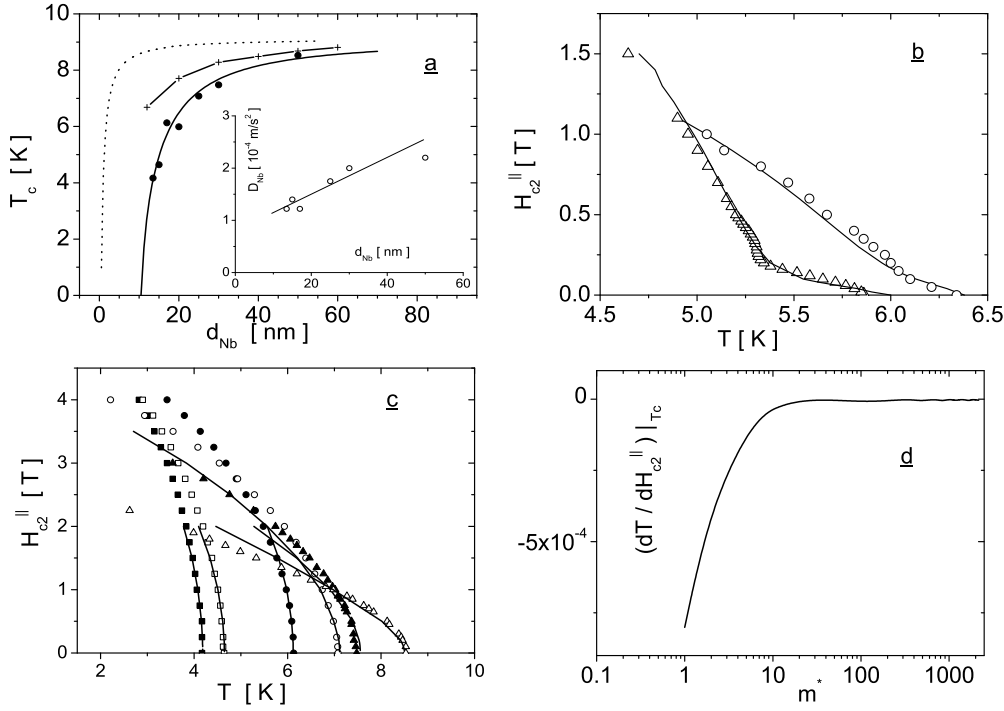 10
8
6
4
2
0
T_c [ K ]
a
0 20 40 60 80
d_Nb [ nm ]
3
2
1
0
D_Nb [ 10^-4 m/s^2 ]
0 20 40 60
d_Nb [ nm ]
1.5
1.0
0.5
0.0
H_c2^|| [ T ]
b
4.5 5.0 5.5 6.0 6.5
T [ K ]
4
3
2
1
0
H_c2^|| [ T ]
c
2 4 6 8 10
T [ K ]
0
-5x10^-4
(dT / dH_c2^|| ) |_Tc
d
0.1 1 10 100 1000
m^*